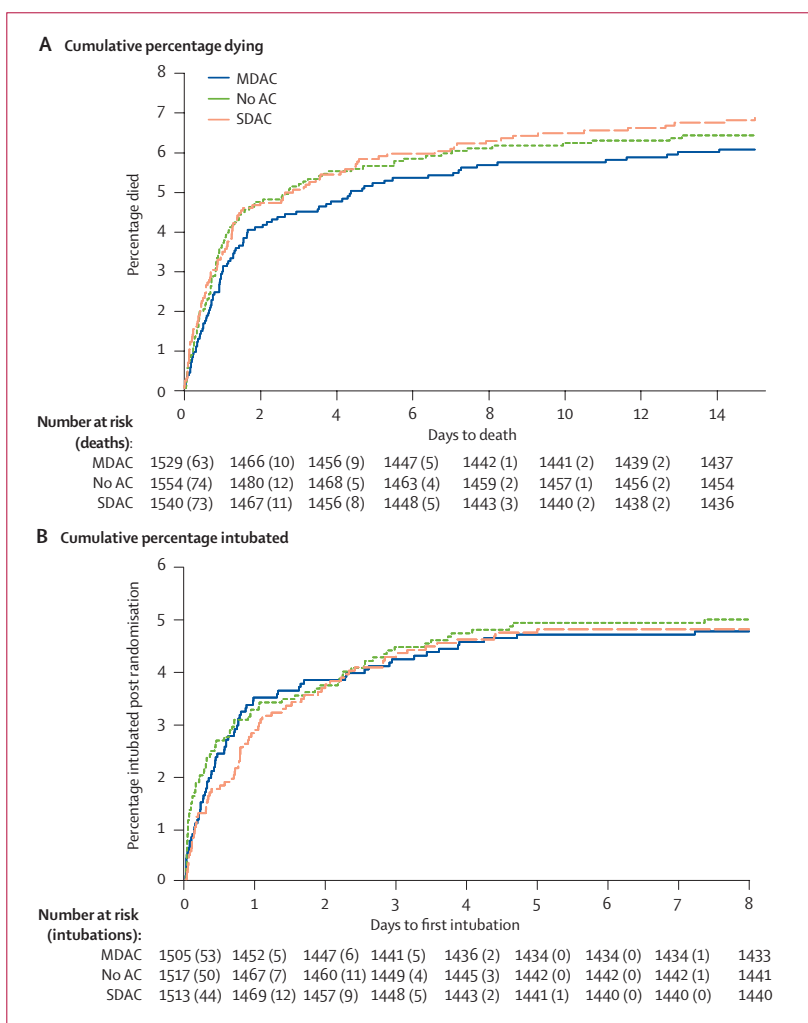 A Cumulative percentage dying
8
7
6
5
4
3
2
1
0
Percentage died
MDAC
No AC
SDAC
0 2 4 6 8 10 12 14
Days to death
Number at risk
(deaths):
MDAC 1529 (63) 1466 (10) 1456 (9) 1447 (5) 1442 (1) 1441 (2) 1439 (2) 1437
No AC 1554 (74) 1480 (12) 1468 (5) 1463 (4) 1459 (2) 1457 (1) 1456 (2) 1454
SDAC 1540 (73) 1467 (11) 1456 (8) 1448 (5) 1443 (3) 1440 (2) 1438 (2) 1436
B Cumulative percentage intubated
6
5
4
3
2
1
0
Percentage intubated post randomisation
0 1 2 3 4 5 6 7 8
Days to first intubation
Number at risk
(intubations):
MDAC 1505 (53) 1452 (5) 1447 (6) 1441 (5) 1436 (2) 1434 (0) 1434 (0) 1434 (1) 1433
No AC 1517 (50) 1467 (7) 1460 (11) 1449 (4) 1445 (3) 1442 (0) 1442 (0) 1442 (1) 1441
SDAC 1513 (44) 1469 (12) 1457 (9) 1448 (5) 1443 (2) 1441 (1) 1440 (0) 1440 (0) 1440